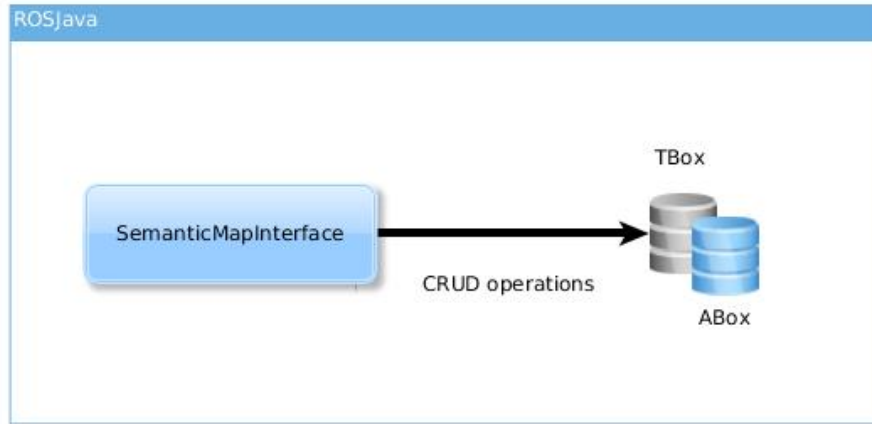 ROSJava
TBox
SemanticMapInterface
CRUD operations
ABox